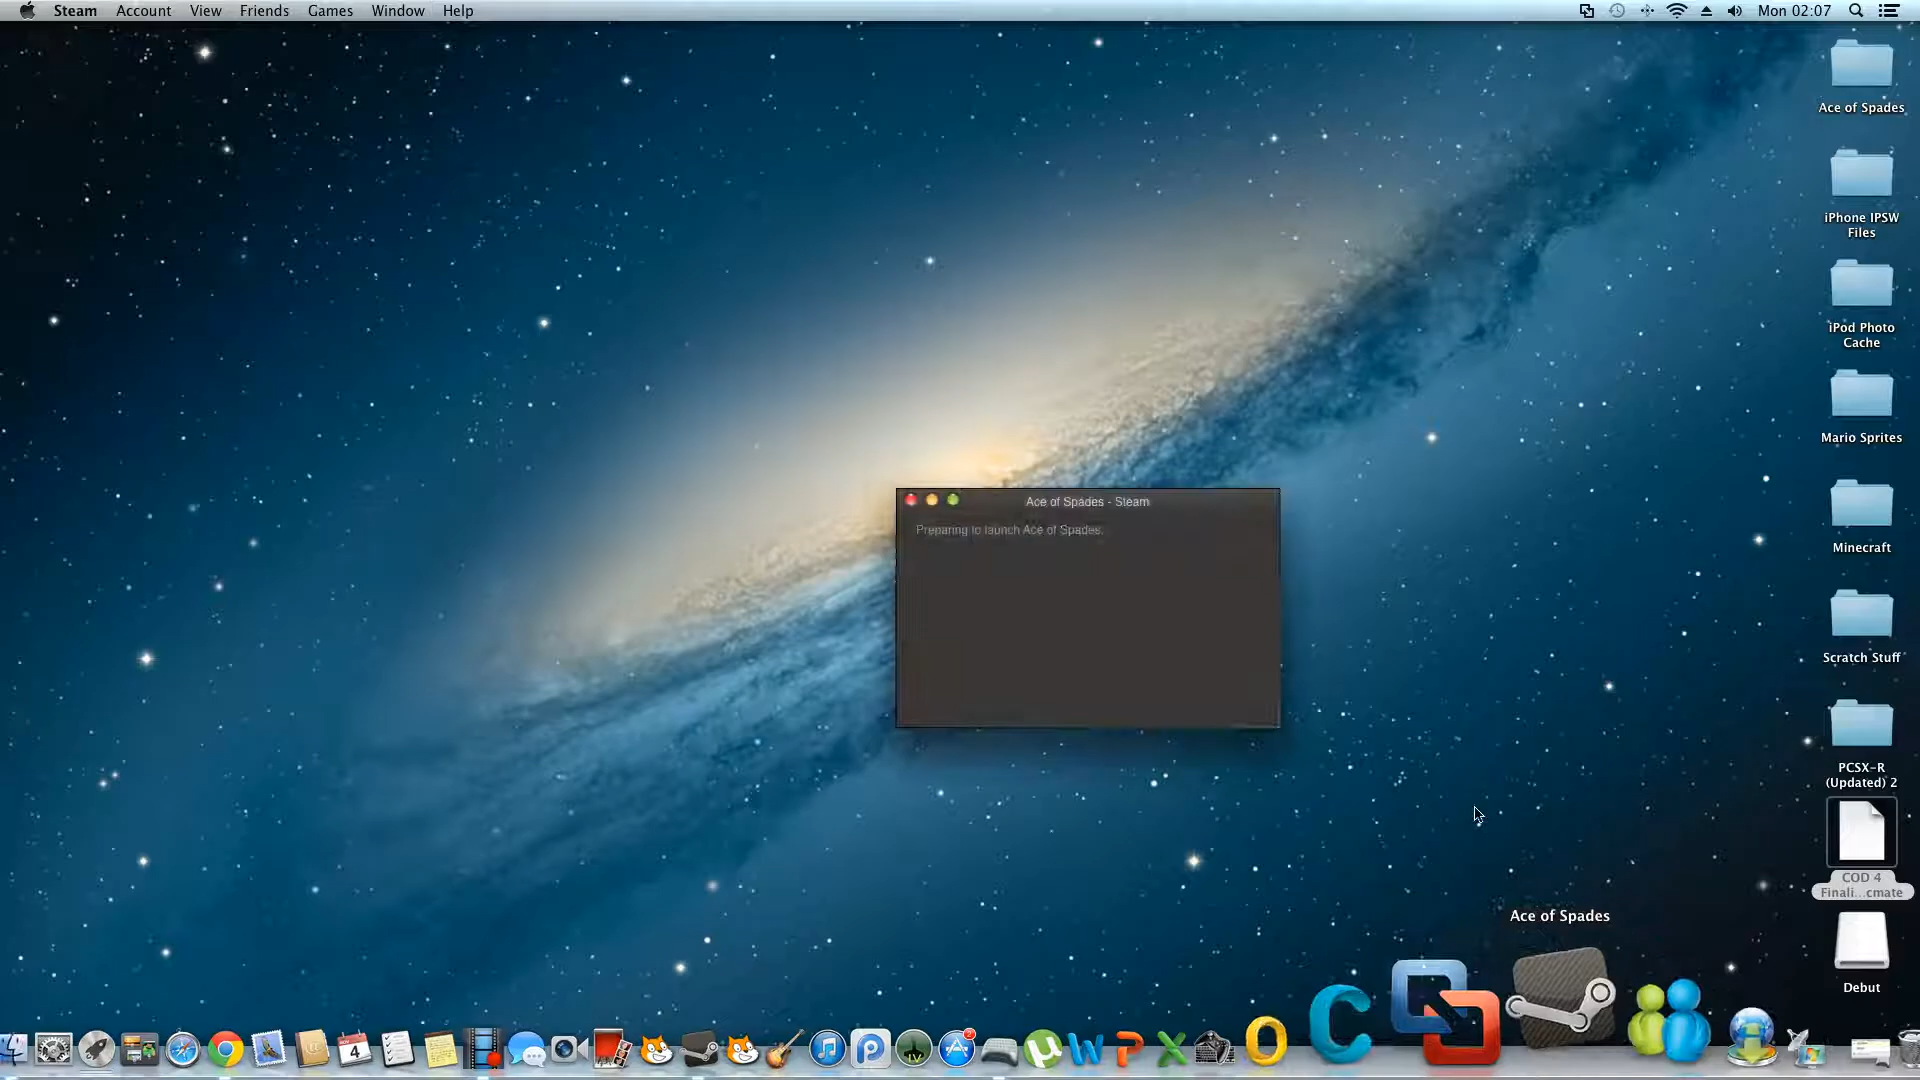 Steam Account View Friends Games Window Help
Mon 02:07
Ace of Spades
iPhone IPSW
Files
iPod Photo
Cache
Mario Sprites
Ace of Spades - Steam
Preparing to launch Ace of Spades.
Minecraft
Scratch Stuff
PCSX-R
(Updated) 2
COD 4
Finali...cmate
Ace of Spades
Debut
4
2